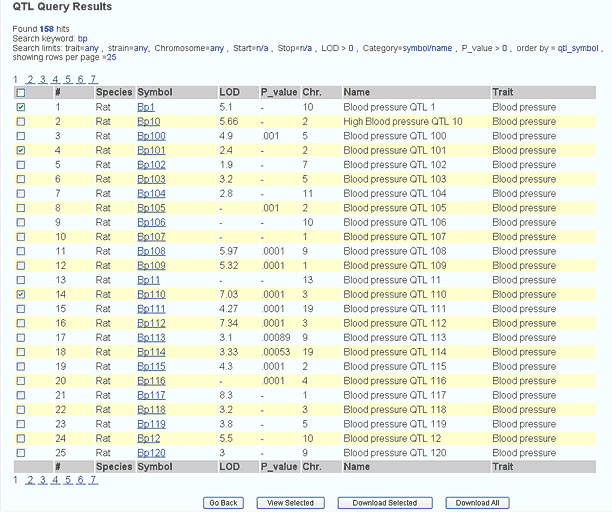 QTL Query Results
Found 158 hits
Search keyword: bp
Search limits: trait=any , strain=any, Chromosome=any , Start=n/a , Stop=n/a , LOD > 0 , Category=symbol/name , P_value > 0 , order by = qtl_symbol ,
showing rows per page =25
1 2 3 4 5 6 7
# Species Symbol LOD P_value Chr. Name Trait
1 Rat Bp1 5.1 - 10 Blood pressure QTL 1 Blood pressure
2 Rat Bp10 5.66 - 2 High Blood pressure QTL 10 Blood pressure
3 Rat Bp100 4.9 .001 5 Blood pressure QTL 100 Blood pressure
4 Rat Bp101 2.4 - 2 Blood pressure QTL 101 Blood pressure
5 Rat Bp102 1.9 - 7 Blood pressure QTL 102 Blood pressure
6 Rat Bp103 3.2 - 5 Blood pressure QTL 103 Blood pressure
7 Rat Bp104 2.8 - 11 Blood pressure QTL 104 Blood pressure
8 Rat Bp105 - .001 2 Blood pressure QTL 105 Blood pressure
9 Rat Bp106 - - 10 Blood pressure QTL 106 Blood pressure
10 Rat Bp107 - - 1 Blood pressure QTL 107 Blood pressure
11 Rat Bp108 5.97 .0001 9 Blood pressure QTL 108 Blood pressure
12 Rat Bp109 5.32 .0001 1 Blood pressure QTL 109 Blood pressure
13 Rat Bp11 - - 13 Blood pressure QTL 11 Blood pressure
14 Rat Bp110 7.03 .0001 3 Blood pressure QTL 110 Blood pressure
15 Rat Bp111 4.27 .0001 19 Blood pressure QTL 111 Blood pressure
16 Rat Bp112 7.34 .0001 3 Blood pressure QTL 112 Blood pressure
17 Rat Bp113 3.1 .00089 9 Blood pressure QTL 113 Blood pressure
18 Rat Bp114 3.33 .00053 19 Blood pressure QTL 114 Blood pressure
19 Rat Bp115 4.3 .0001 2 Blood pressure QTL 115 Blood pressure
20 Rat Bp116 - .0001 4 Blood pressure QTL 116 Blood pressure
21 Rat Bp117 8.3 - 1 Blood pressure QTL 117 Blood pressure
22 Rat Bp118 3.2 - 3 Blood pressure QTL 118 Blood pressure
23 Rat Bp119 3.8 - 5 Blood pressure QTL 119 Blood pressure
24 Rat Bp12 5.5 - 10 Blood pressure QTL 12 Blood pressure
25 Rat Bp120 3 - 9 Blood pressure QTL 120 Blood pressure
# Species Symbol LOD P_value Chr. Name Trait
1 2 3 4 5 6 7
Go Back View Selected Download Selected Download All